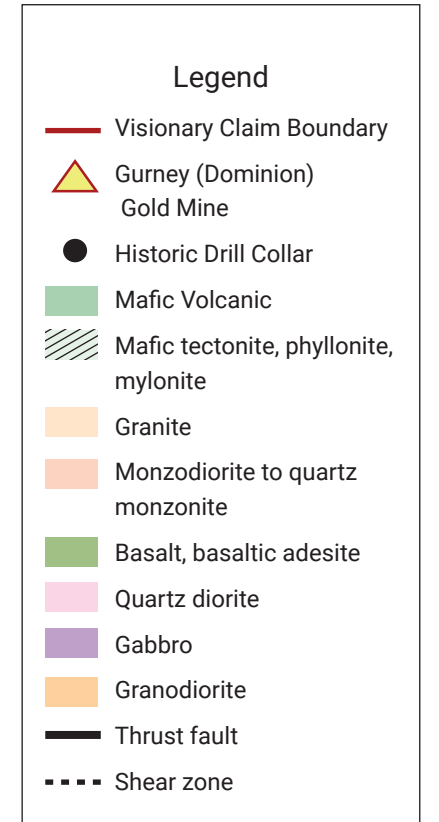 Legend
Visionary Claim Boundary
Gurney (Dominion)
Gold Mine
Historic Drill Collar
Mafic Volcanic
Mafic tectonite, phyllonite,
mylonite
Granite
Monzodiorite to quartz
monzonite
Basalt, basaltic adesite
Quartz diorite
Gabbro
Granodiorite
Thrust fault
Shear zone